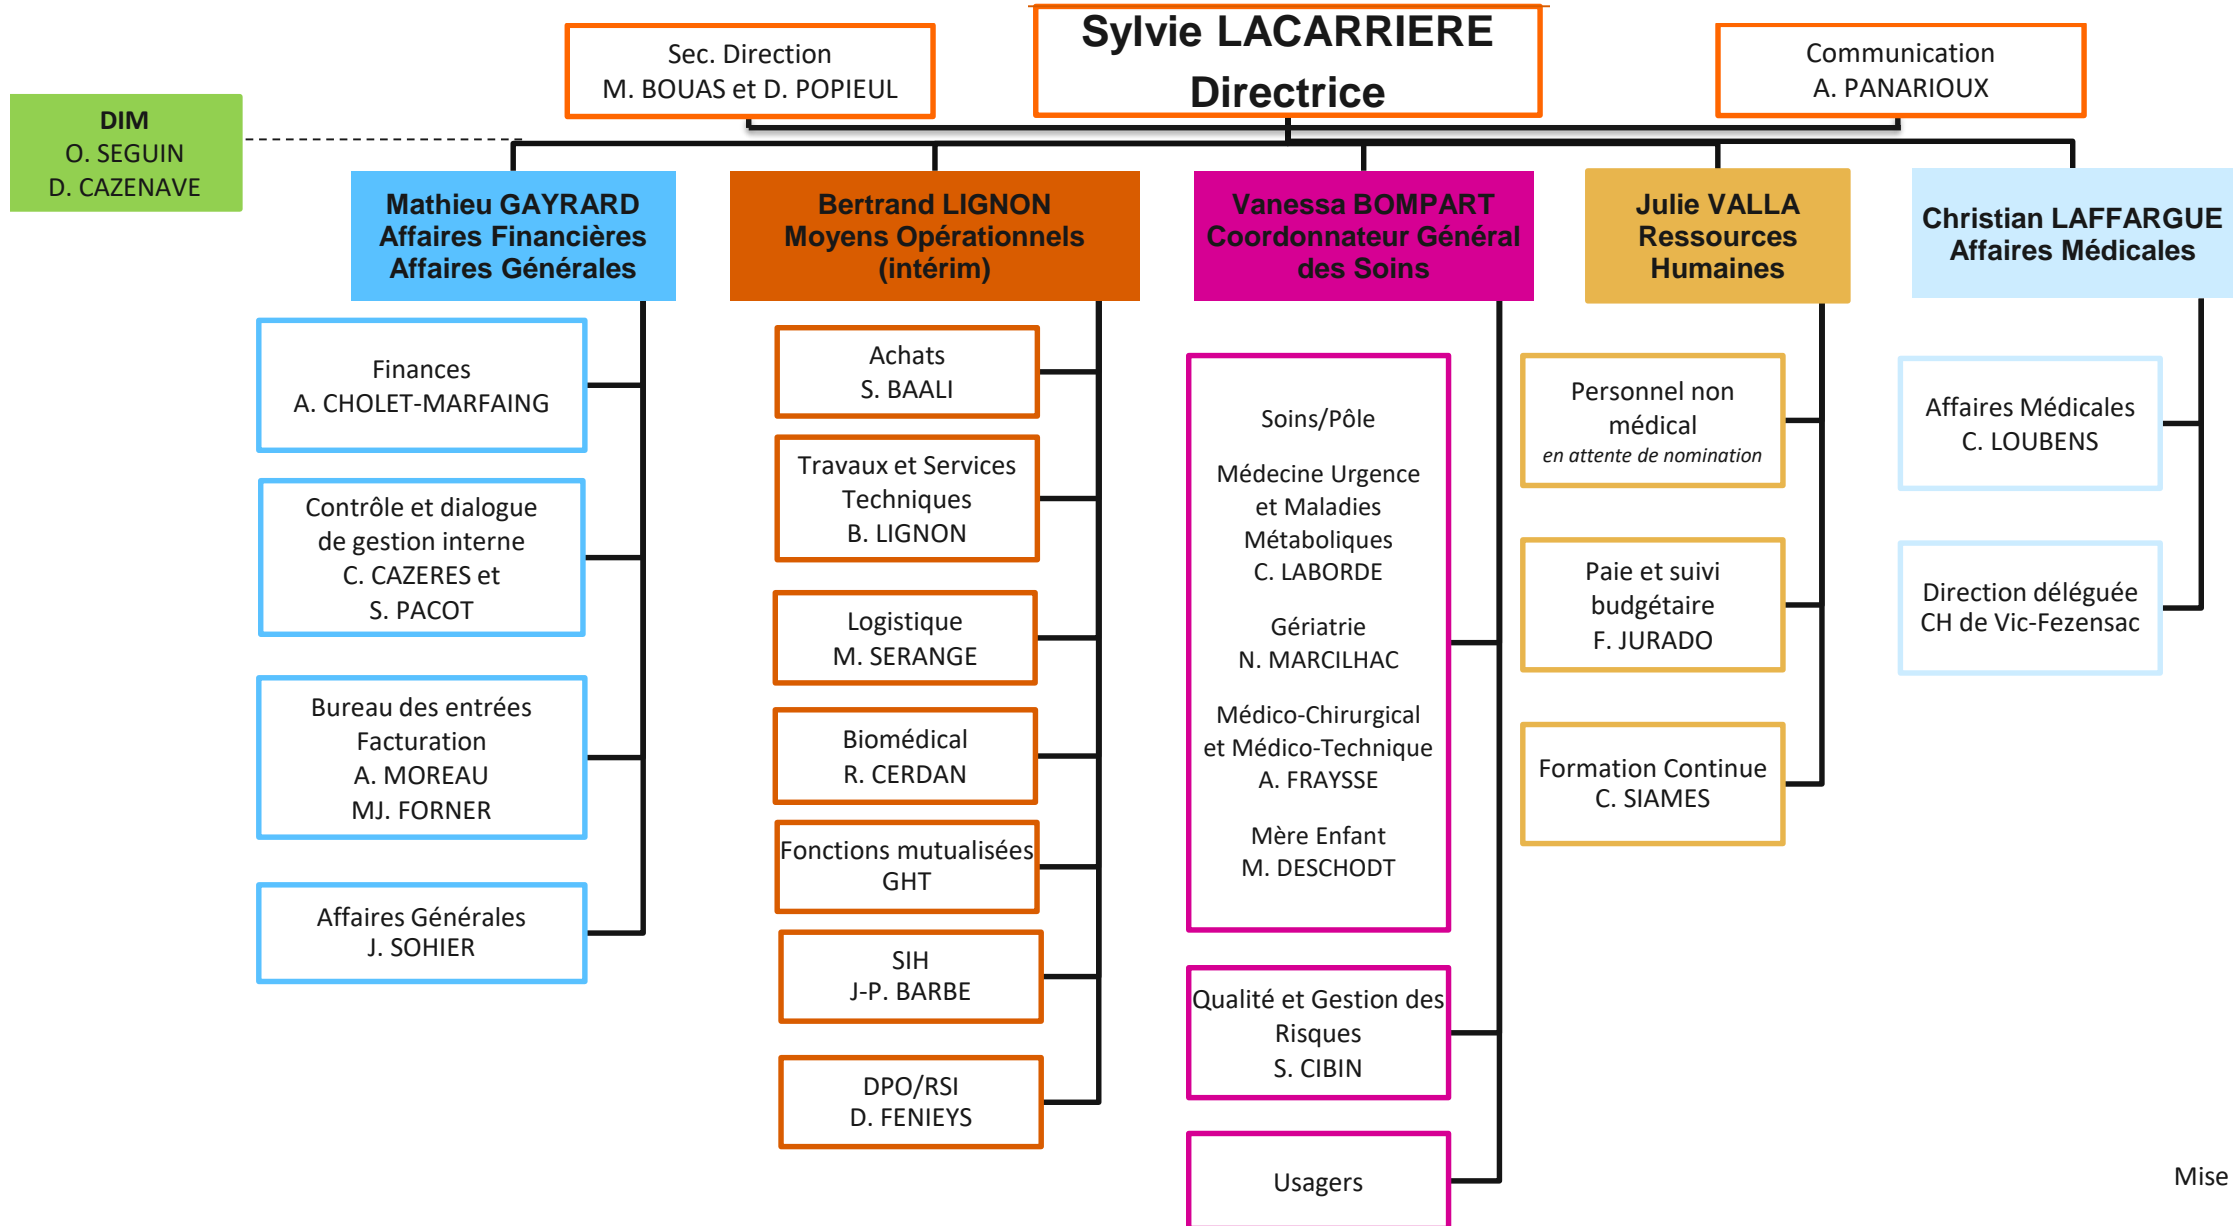 Sec. Direction
M. BOUAS et D. POPIEUL
Sylvie LACARRIERE
Directrice
Communication
A. PANARIOUX
DIM
O. SEGUIN
D. CAZENAVE
Mathieu GAYRARD
Affaires Financières
Affaires Générales
Finances
A. CHOLET-MARFAING
Contrôle et dialogue
de gestion interne
C. CAZERES et
S. PACOT
Bureau des entrées
Facturation
A. MOREAU
MJ. FORNER
Affaires Générales
J. SOHIER
Bertrand LIGNON
Moyens Opérationnels
(intérim)
Achats
S. BAALI
Travaux et Services
Techniques
B. LIGNON
Logistique
M. SERANGE
Biomédical
R. CERDAN
Fonctions mutualisées
GHT
SIH
J-P. BARBE
DPO/RSI
D. FENIEYS
Vanessa BOMPART
Coordonnateur Général
des Soins
Soins/Pôle
Médecine Urgence
et Maladies
Métaboliques
C. LABORDE
Gériatrie
N. MARCILHAC
Médico-Chirurgical
et Médico-Technique
A. FRAYSSE
Mère Enfant
M. DESCHODT
Qualité et Gestion des
Risques
S. CIBIN
Usagers
Julie VALLA
Ressources
Humaines
Personnel non
médical
en attente de nomination
Paie et suivi
budgétaire
F. JURADO
Formation Continue
C. SIAMES
Christian LAFFARGUE
Affaires Médicales
Affaires Médicales
C. LOUBENS
Direction déléguée
CH de Vic-Fezensac
Mise